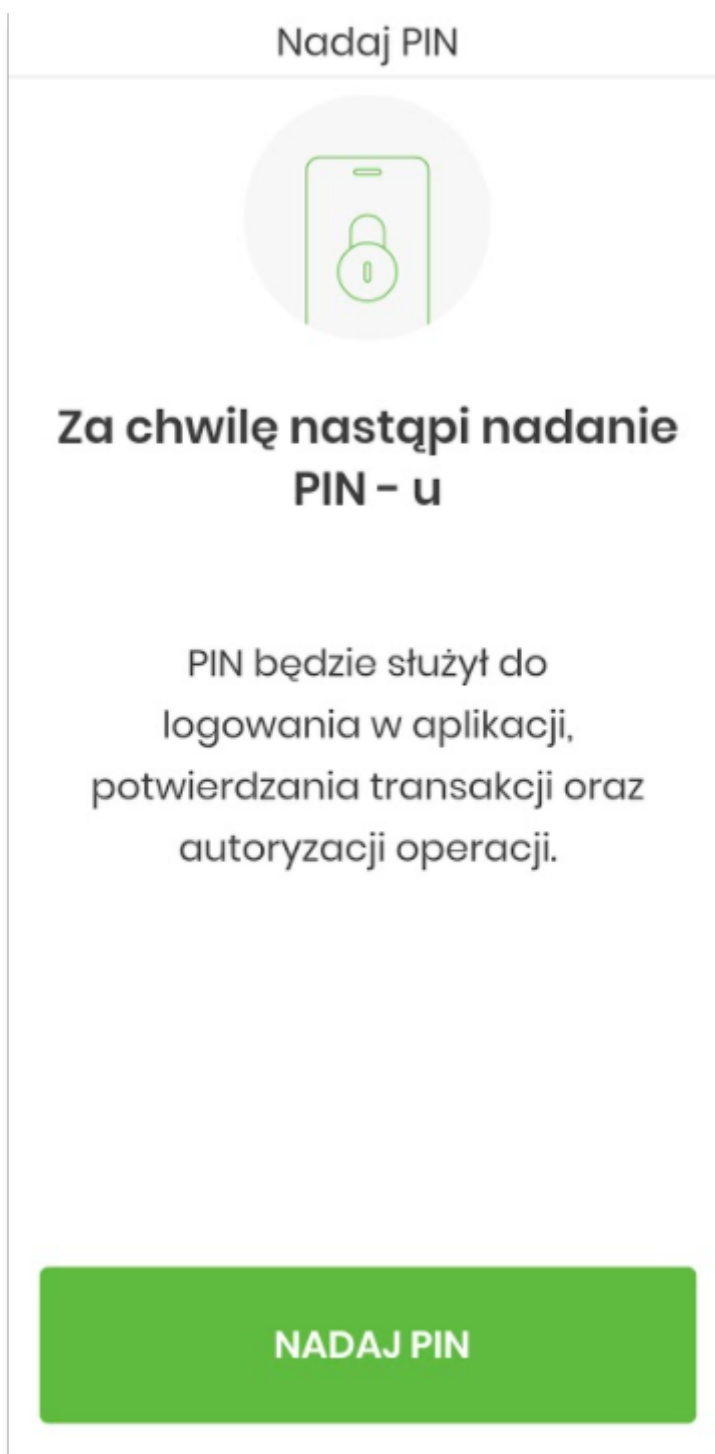 Nadaj PIN
Za chwilę nastąpi nadanie
PIN - u
PIN będzie służył do
logowania w aplikacji,
potwierdzania transakcji oraz
autoryzacji operacji.
NADAJ PIN